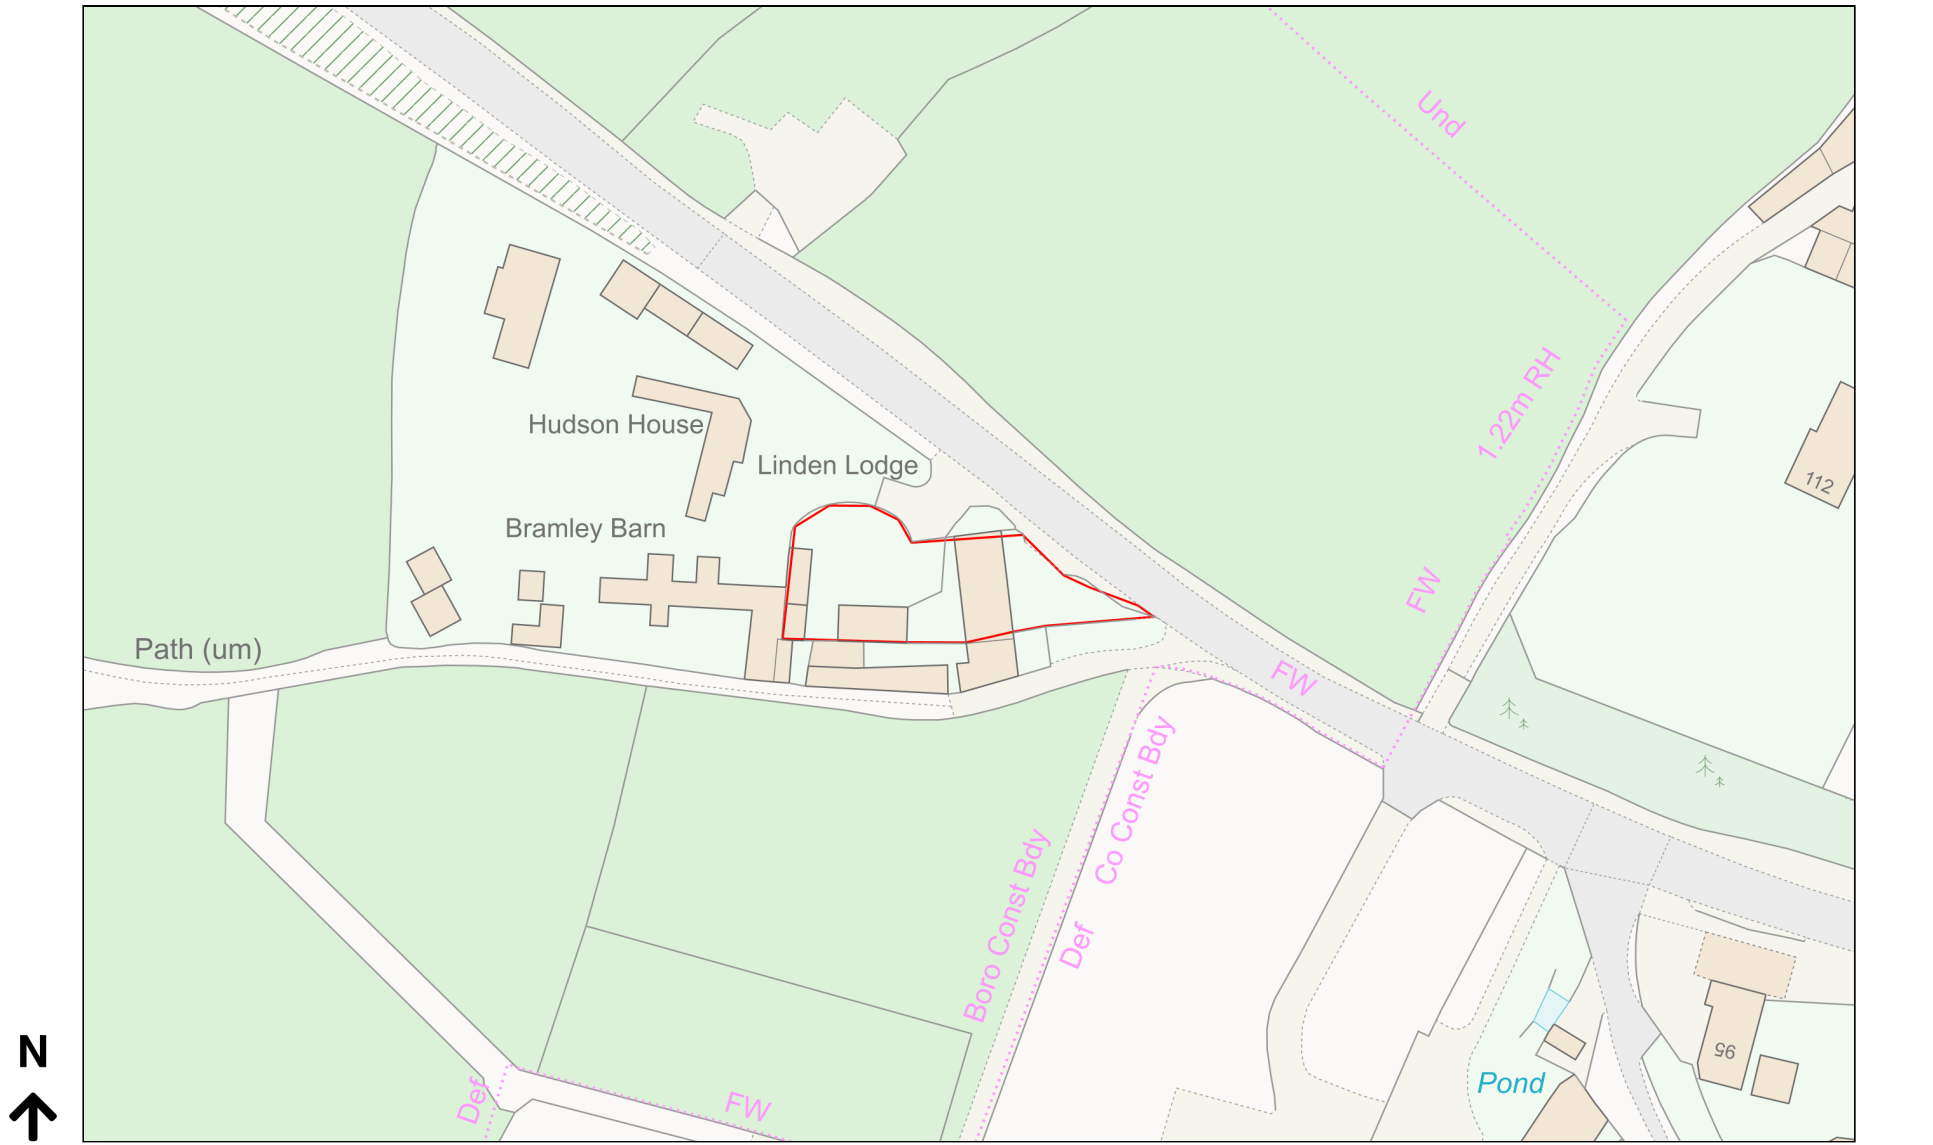 Und
1.22m RH
Hudson House
Linden Lodge
112
Bramley Barn
FW
Path (um)
FW
Co Const Bdy
Boro Const Bdy
Def
95
Pond
N
Def
FW